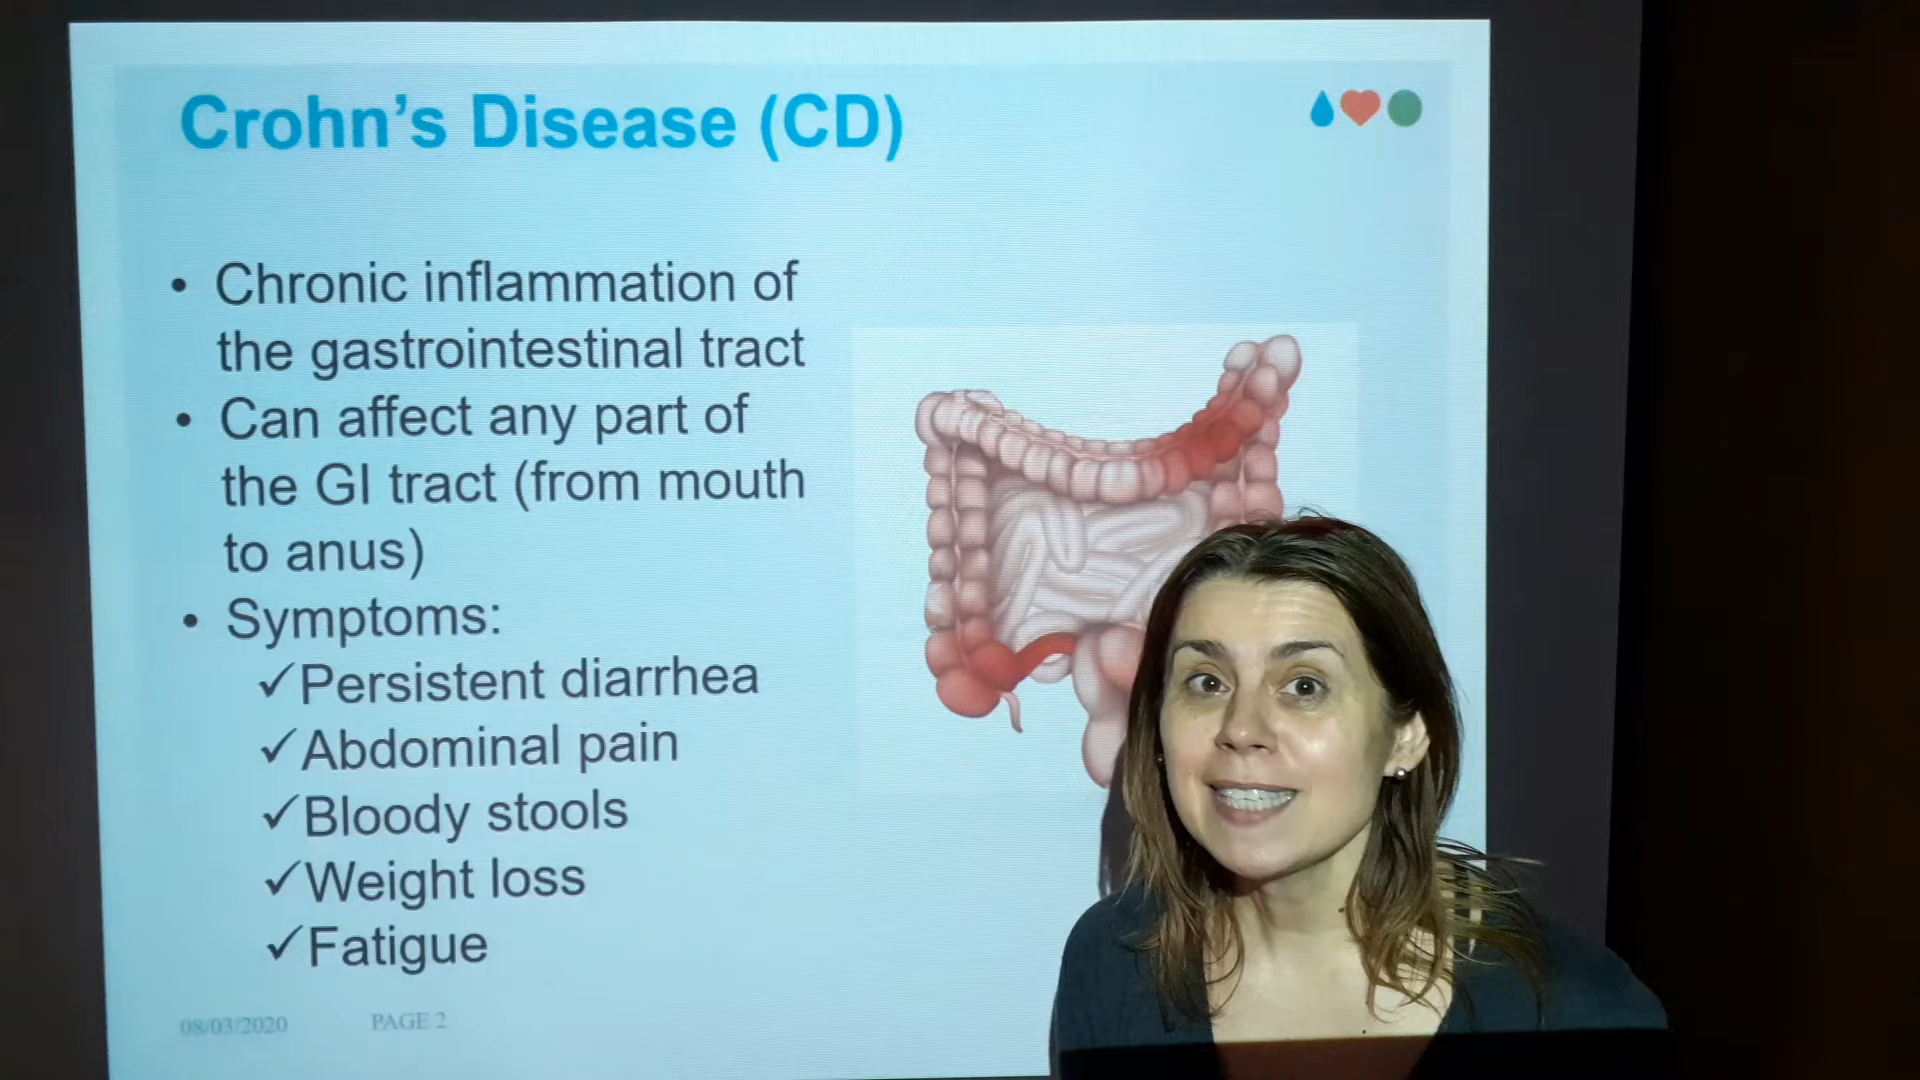 Crohn's Disease (CD)
• Chronic inflammation of
the gastrointestinal tract
• Can affect any part of
the GI tract (from mouth
to anus)
• Symptoms:
✓Persistent diarrhea
✓Abdominal pain
✓Bloody stools
✓Weight loss
✓Fatigue
08/03/2020 PAGE 2